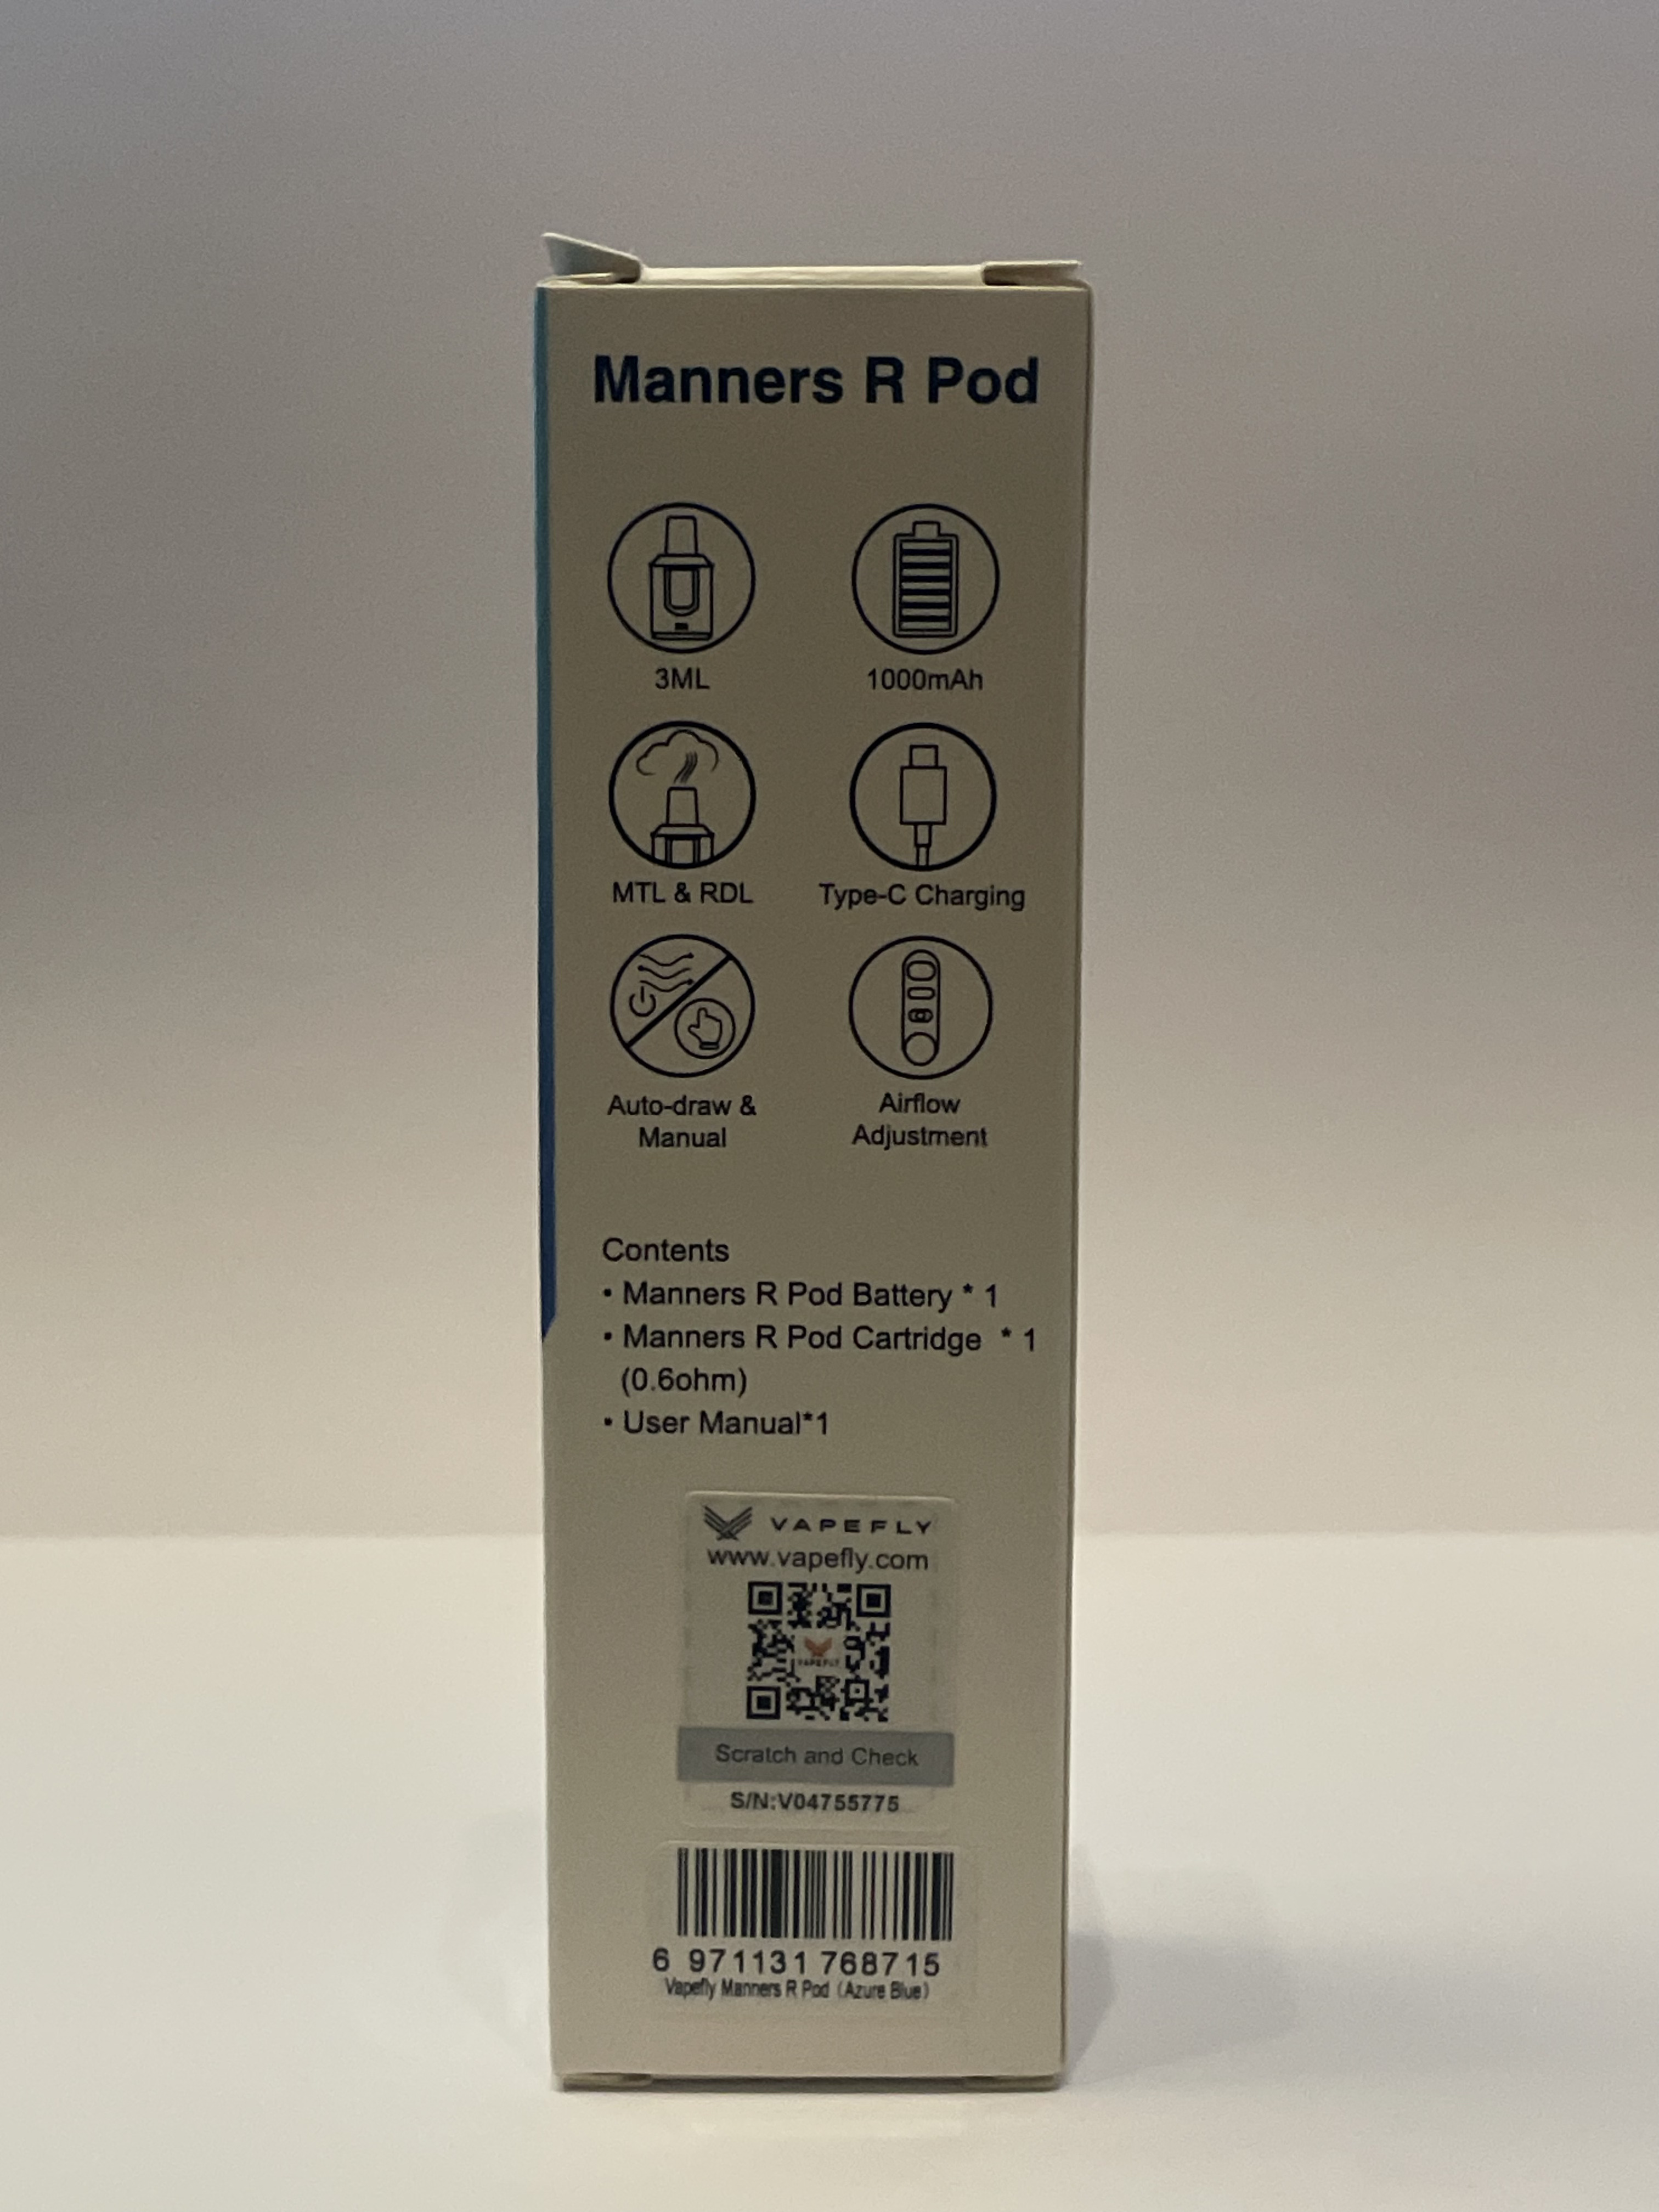 Manners R Pod
3ML
1000mAh
MTL & RDL
Type-C Charging
Auto-draw &
Manual
Airflow
Adjustment
Contents
• Manners R Pod Battery * 1
• Manners R Pod Cartridge * 1
(0.6ohm)
• User Manual*1
VAPEFLY
www.vapefly.com
VAPEFLY
Scratch and Check
S/N:V04755775
6 971131 768715
Vapefly Manners R Pod (Azure Blue)